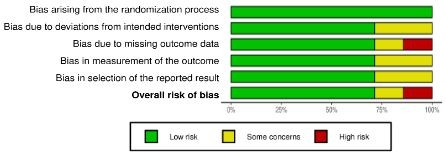 Bias arising from the randomization process
Bias due to deviations from intended interventions
Bias due to missing outcome data
Bias in measurement of the outcome
Bias in selection of the reported result
Overall risk of bias
0% 25% 50% 75% 100%
Low risk Some concerns High risk